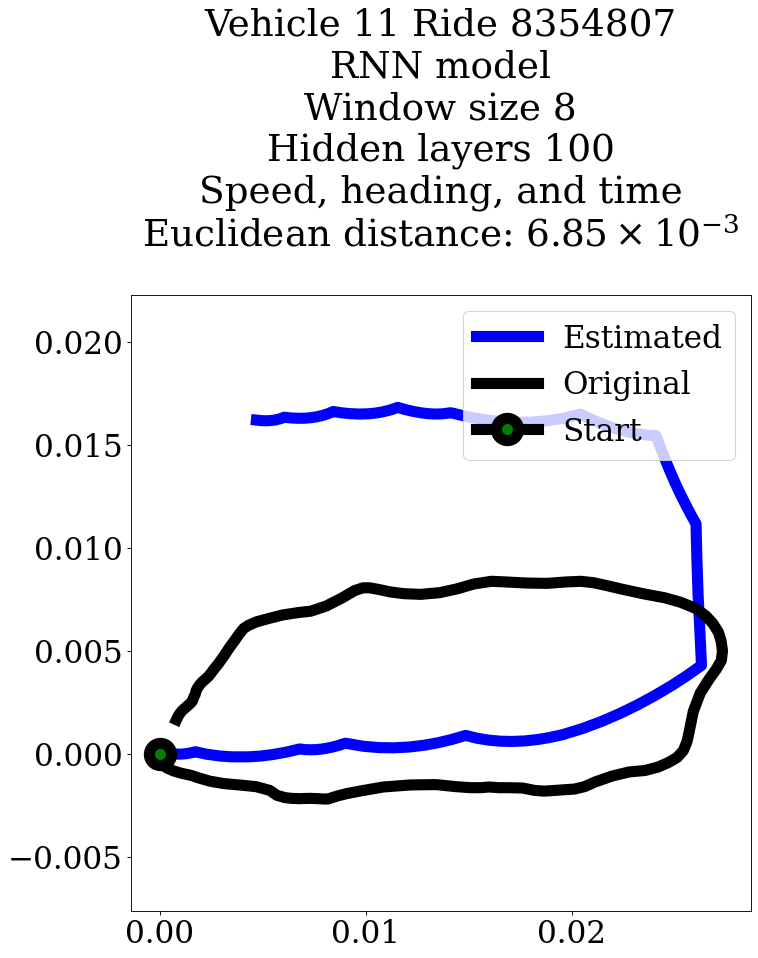 Vehicle 11 Ride 8354807
RNN model
Window size 8
Hidden layers 100
Speed, heading, and time
Euclidean distance: 6.85 × 10⁻³
Estimated
Original
Start
0.020
0.015
0.010
0.005
0.000
−0.005
0.00 0.01 0.02